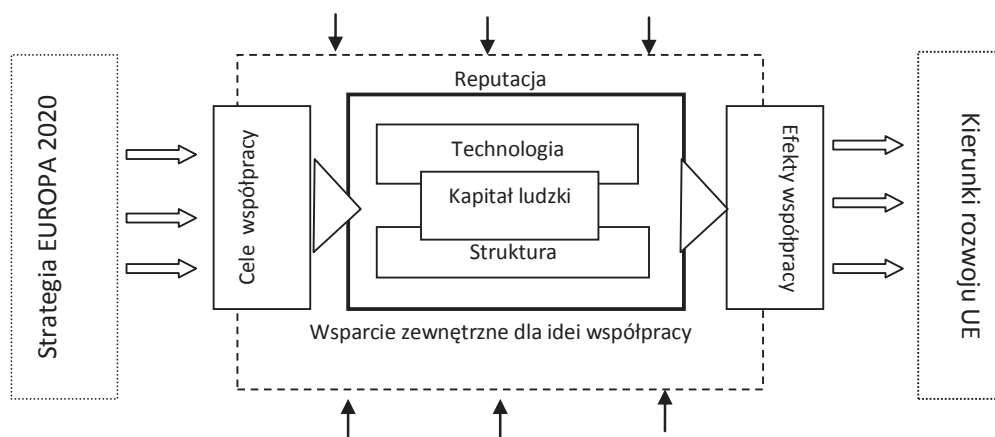 Strategia EUROPA 2020
Cele współpracy
Reputacja
Technologia
Kapitał ludzki
Struktura
Wsparcie zewnętrzne dla idei współpracy
Efekty współpracy
Kierunki rozwoju UE